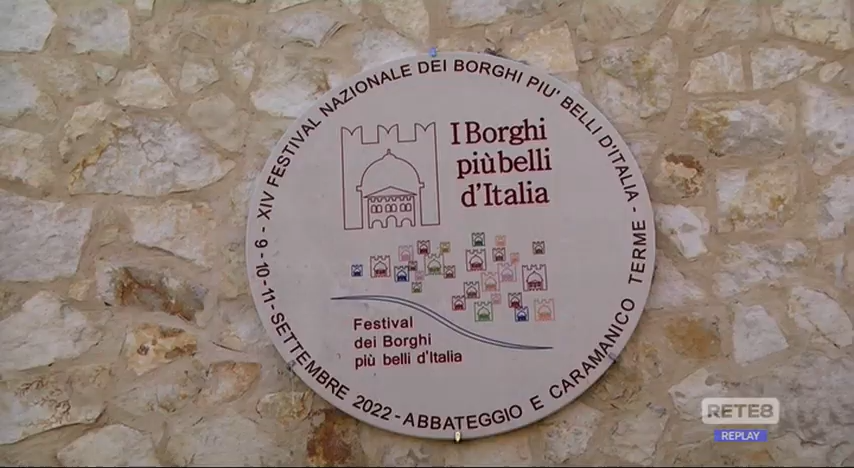 XIV FESTIVAL NAZIONALE DEI BORGHI PIU' BELLI D'ITALIA - 9 - 10 - 11 - SETTEMBRE 2022 - ABBATEGGIO E CARAMANICO TERME -
I Borghi
più belli
d'Italia
Festival
dei Borghi
più belli d'Italia
RETE8
REPLAY